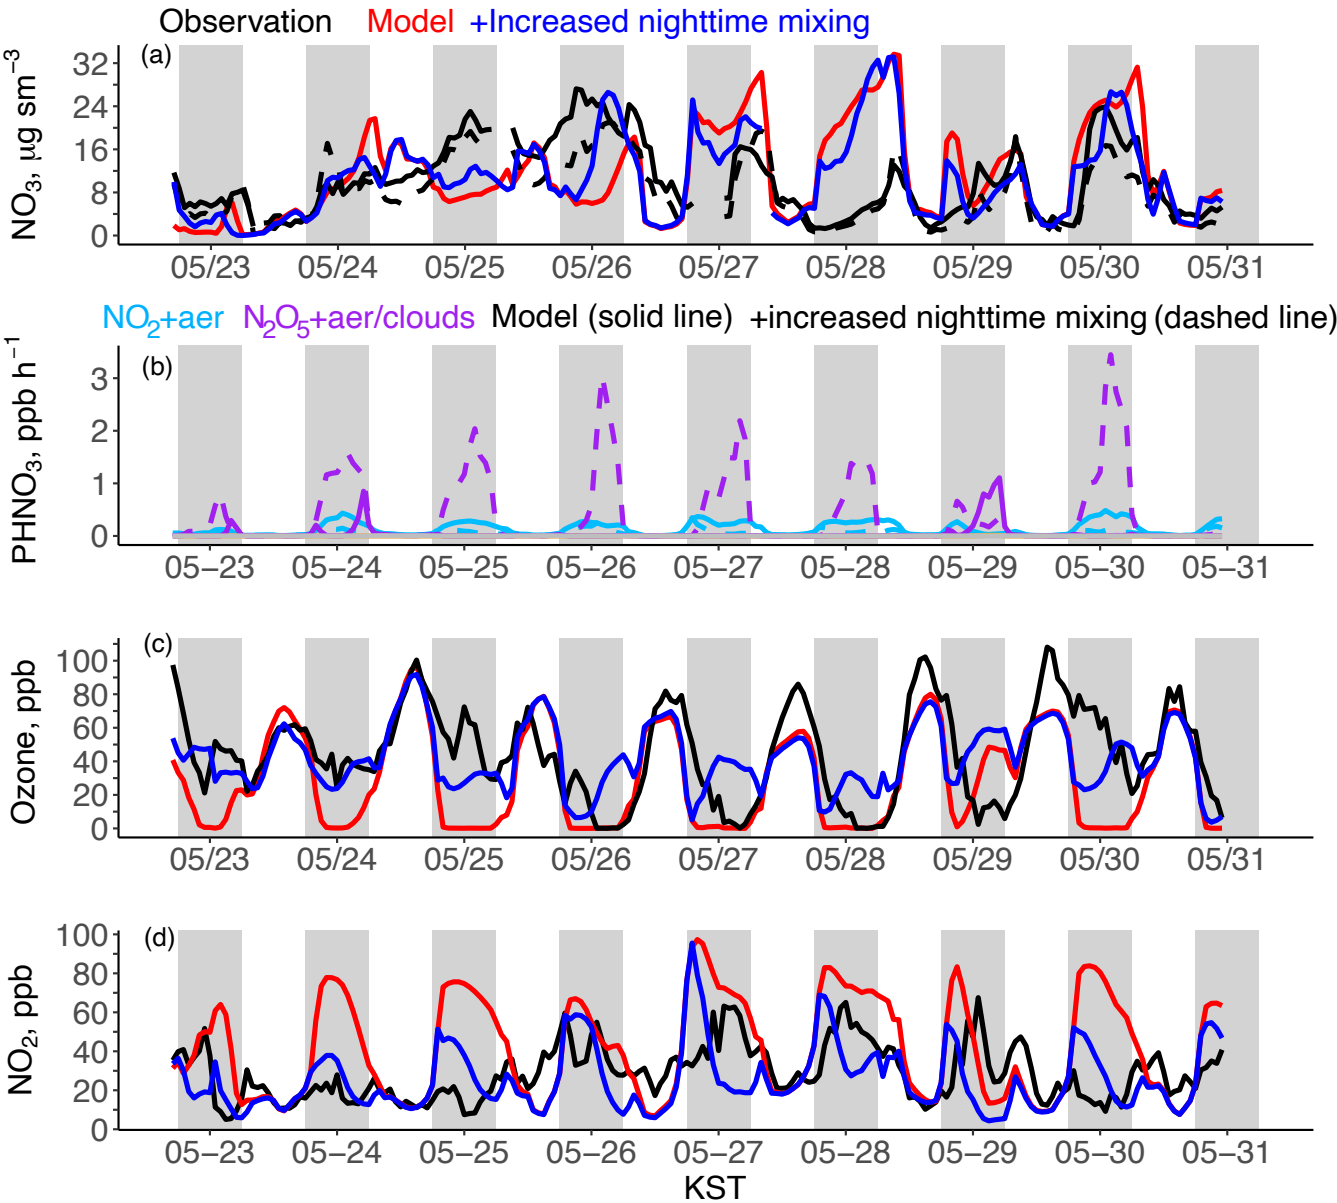 Observation Model +Increased nighttime mixing
(a)
NO3, µg sm−3
32
24
16
8
0
05/23 05/24 05/25 05/26 05/27 05/28 05/29 05/30 05/31
NO2+aer N2O5+aer/clouds Model (solid line) +increased nighttime mixing (dashed line)
(b)
PHNO3, ppb h−1
3
2
1
0
05−23 05−24 05−25 05−26 05−27 05−28 05−29 05−30 05−31
(c)
Ozone, ppb
100
80
60
40
20
0
05/23 05/24 05/25 05/26 05/27 05/28 05/29 05/30 05/31
(d)
NO2, ppb
100
80
60
40
20
0
05−23 05−24 05−25 05−26 05−27 05−28 05−29 05−30 05−31
KST